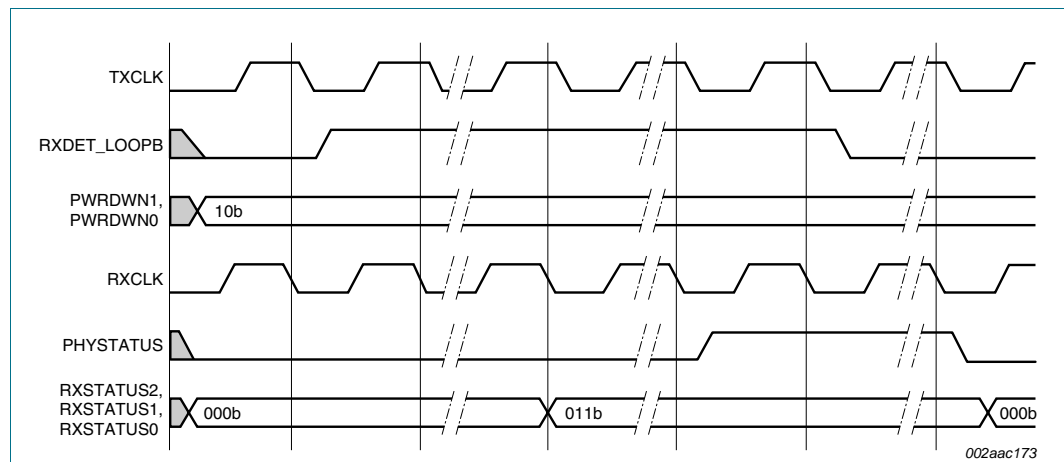 TXCLK
RXDET_LOOPB
PWRDWN1,
PWRDWN0
10b
RXCLK
PHYSTATUS
RXSTATUS2,
RXSTATUS1,
RXSTATUS0
000b
011b
000b
002aac173